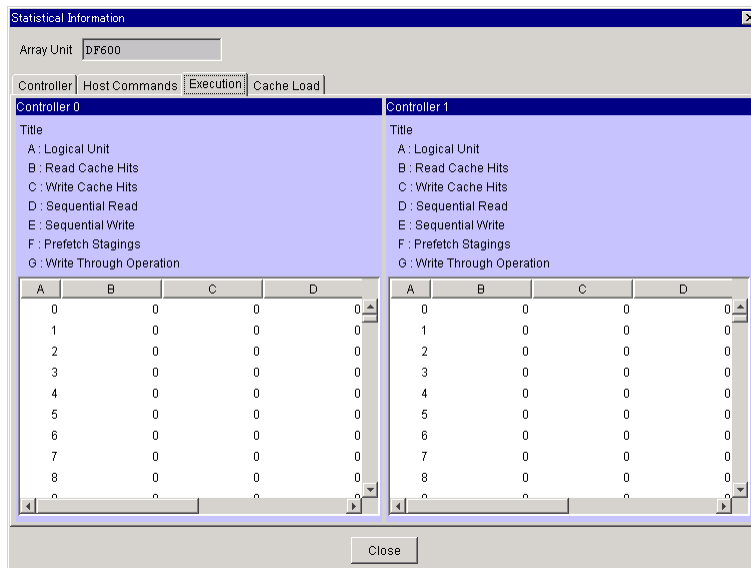 Statistical Information
Array Unit DF600
Controller Host Commands Execution Cache Load
Controller 0
Title
A : Logical Unit
B : Read Cache Hits
C : Write Cache Hits
D : Sequential Read
E : Sequential Write
F : Prefetch Stagings
G : Write Through Operation
A B C D
0 0 0 0
1 0 0 0
2 0 0 0
3 0 0 0
4 0 0 0
5 0 0 0
6 0 0 0
7 0 0 0
8 0 0 0
Controller 1
Title
A : Logical Unit
B : Read Cache Hits
C : Write Cache Hits
D : Sequential Read
E : Sequential Write
F : Prefetch Stagings
G : Write Through Operation
A B C D
0 0 0 0
1 0 0 0
2 0 0 0
3 0 0 0
4 0 0 0
5 0 0 0
6 0 0 0
7 0 0 0
8 0 0 0
Close